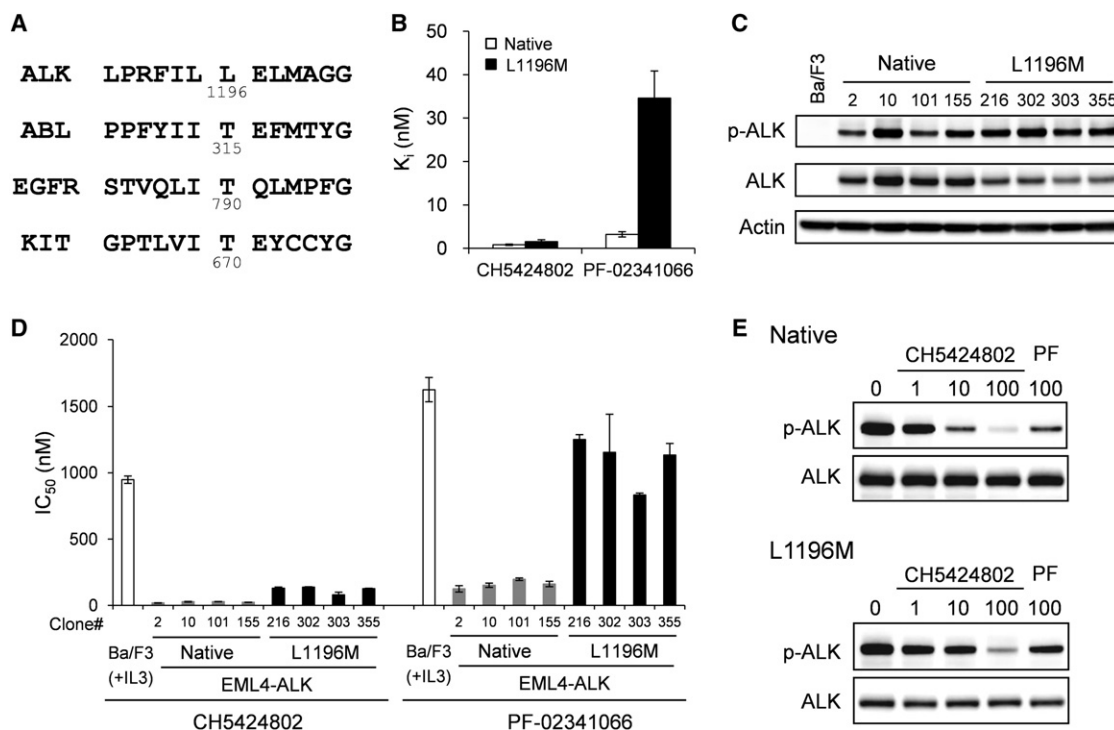 A
ALK LPRFIL L ELMAGG
1196
ABL PPFYII T EFMTYG
315
EGFR STVQLI T QLMPFG
790
KIT GPTLVI T EYCCYG
670
B
50
40
30
20
10
0
Ki (nM)
Native
L1196M
CH5424802 PF-02341066
C
Ba/F3
Native L1196M
2 10 101 155 216 302 303 355
p-ALK
ALK
Actin
D
2000
1500
1000
500
0
IC50 (nM)
Clone# 2 10 101 155 216 302 303 355 2 10 101 155 216 302 303 355
Ba/F3 Native L1196M Ba/F3 Native L1196M
(+IL3) EML4-ALK (+IL3) EML4-ALK
CH5424802 PF-02341066
E
Native
CH5424802 PF
0 1 10 100 100
p-ALK
ALK
L1196M
CH5424802 PF
0 1 10 100 100
p-ALK
ALK